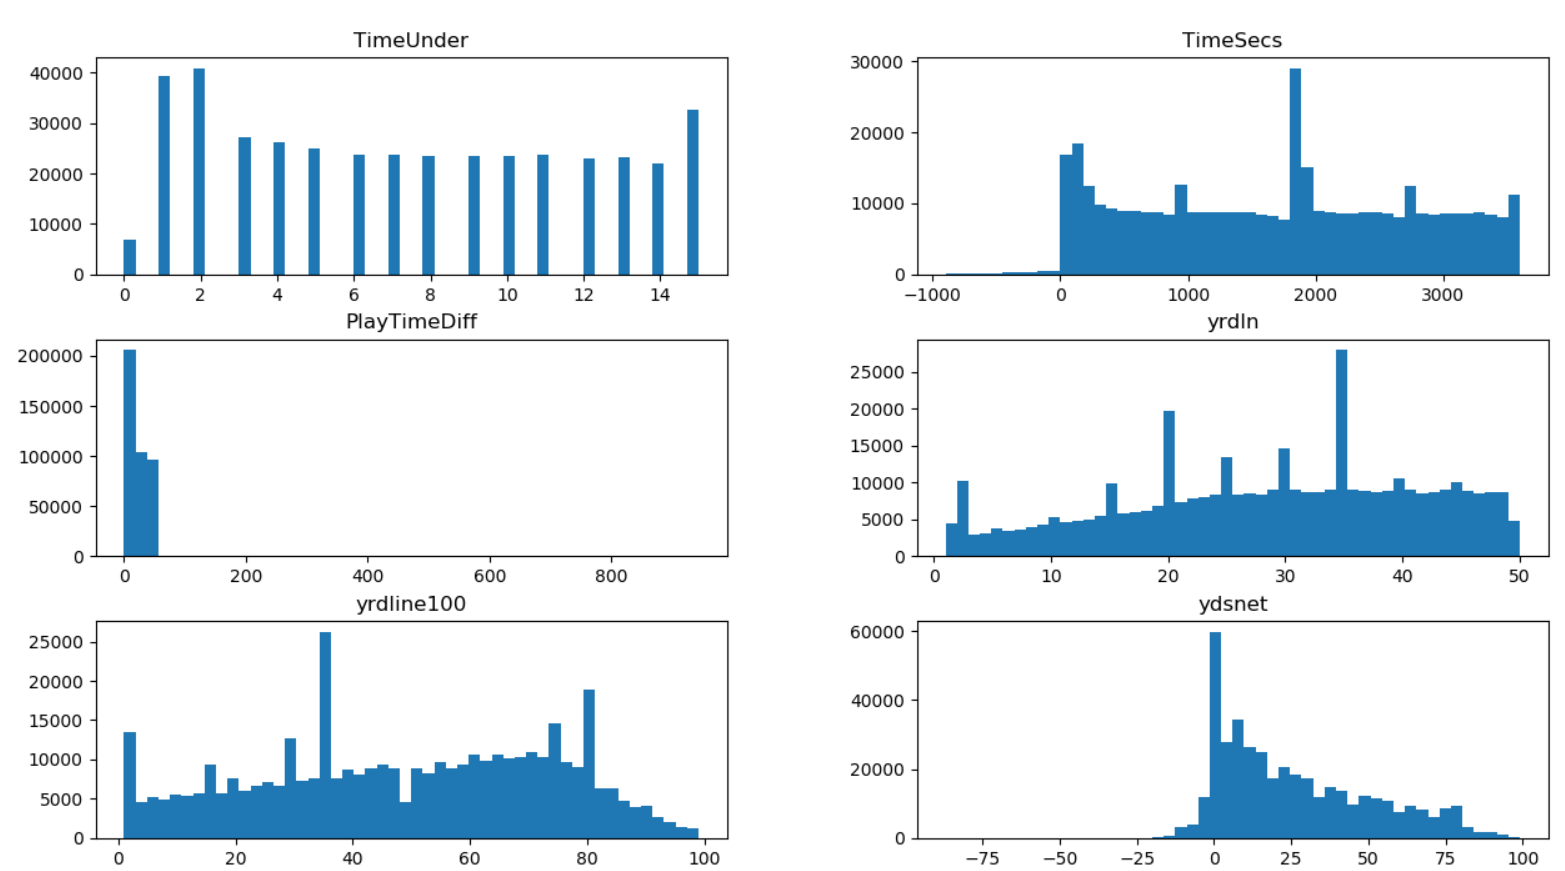 TimeUnder
40000
30000
20000
10000
0
0 2 4 6 8 10 12 14
TimeSecs
30000
20000
10000
0
−1000 0 1000 2000 3000
PlayTimeDiff
200000
150000
100000
50000
0
0 200 400 600 800
yrdln
25000
20000
15000
10000
5000
0
0 10 20 30 40 50
yrdline100
25000
20000
15000
10000
5000
0
0 20 40 60 80 100
ydsnet
60000
40000
20000
0
−75 −50 −25 0 25 50 75 100